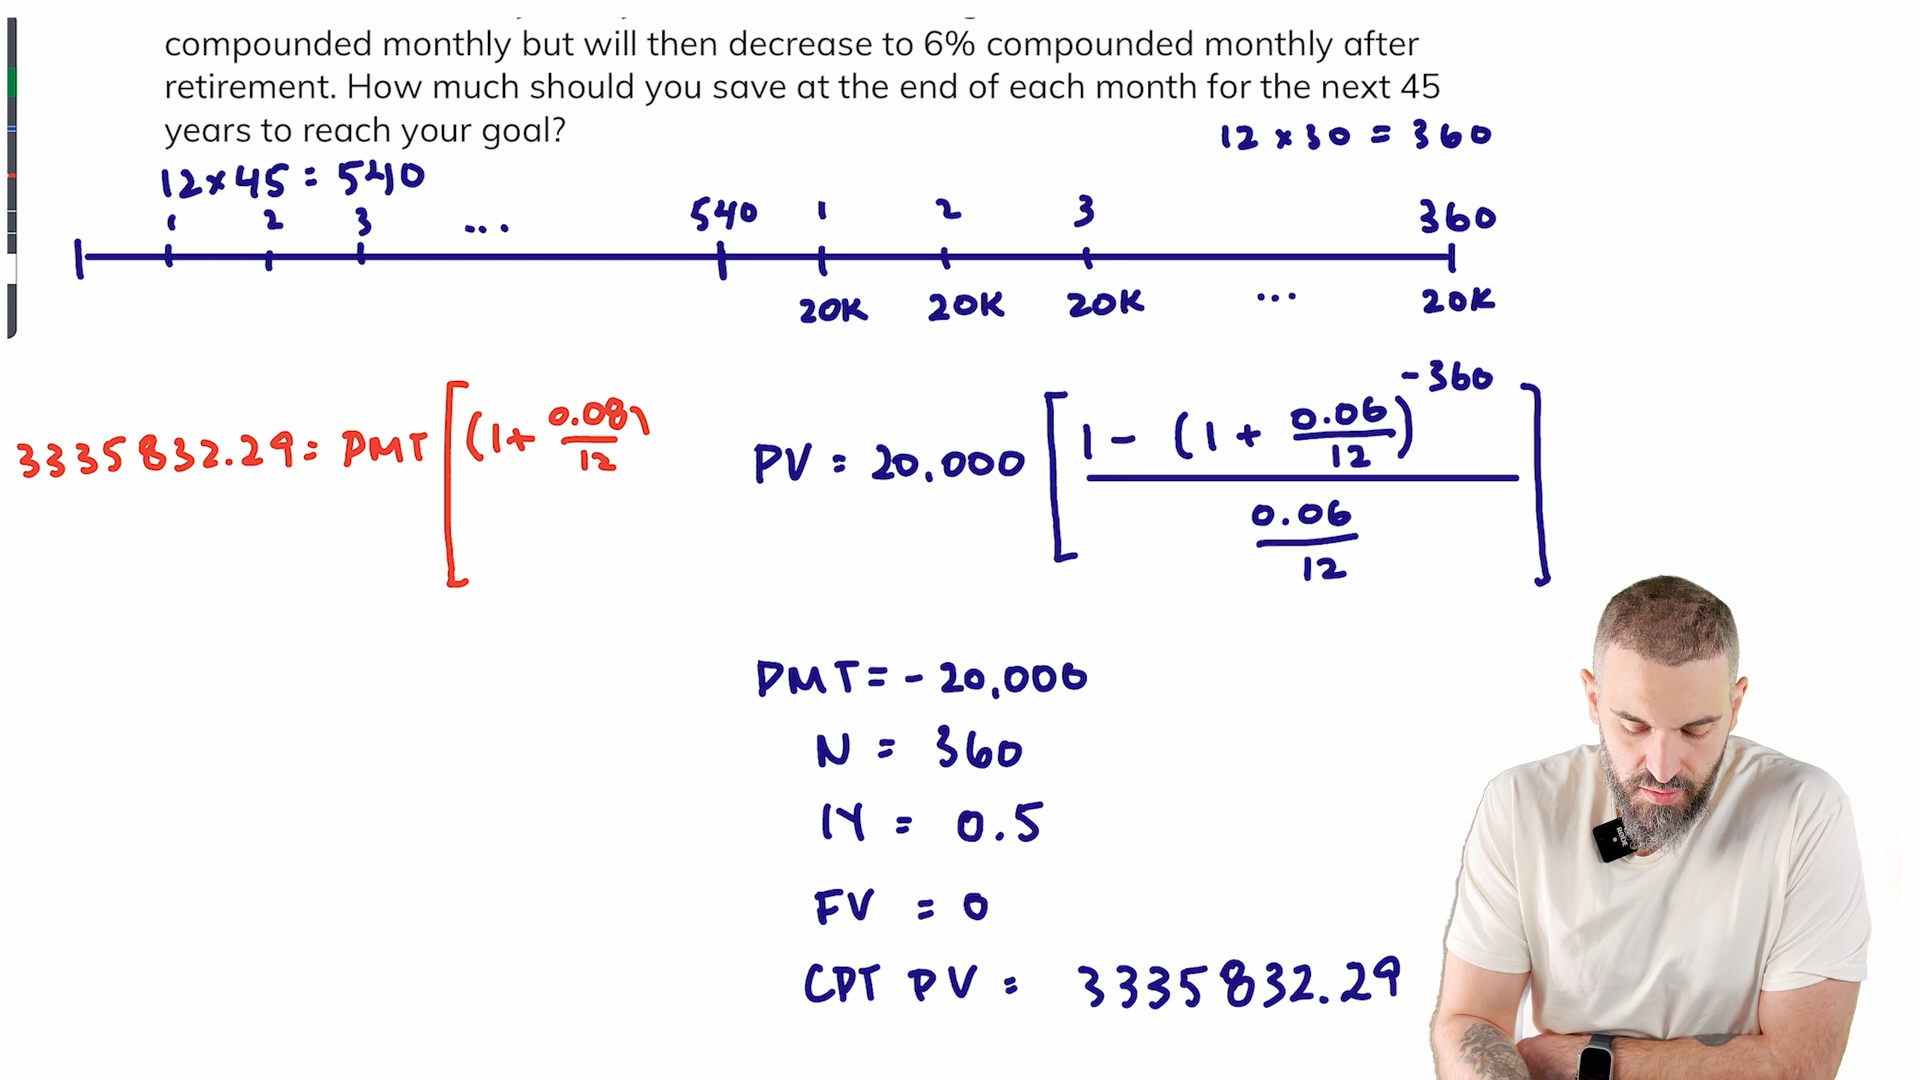 compounded monthly but will then decrease to 6% compounded monthly after
retirement. How much should you save at the end of each month for the next 45
years to reach your goal?
12 × 30 = 360
12 × 45 = 540
1 2 3 ... 540 1 2 3 360
20K 20K 20K ... 20K
3335832.29 = PMT [(1 + 0.08/12)
PV = 20,000 [1 - (1 + 0.06/12)^-360 / 0.06/12]
PMT = - 20,000
N = 360
IY = 0.5
FV = 0
CPT PV = 3335832.29
RODE